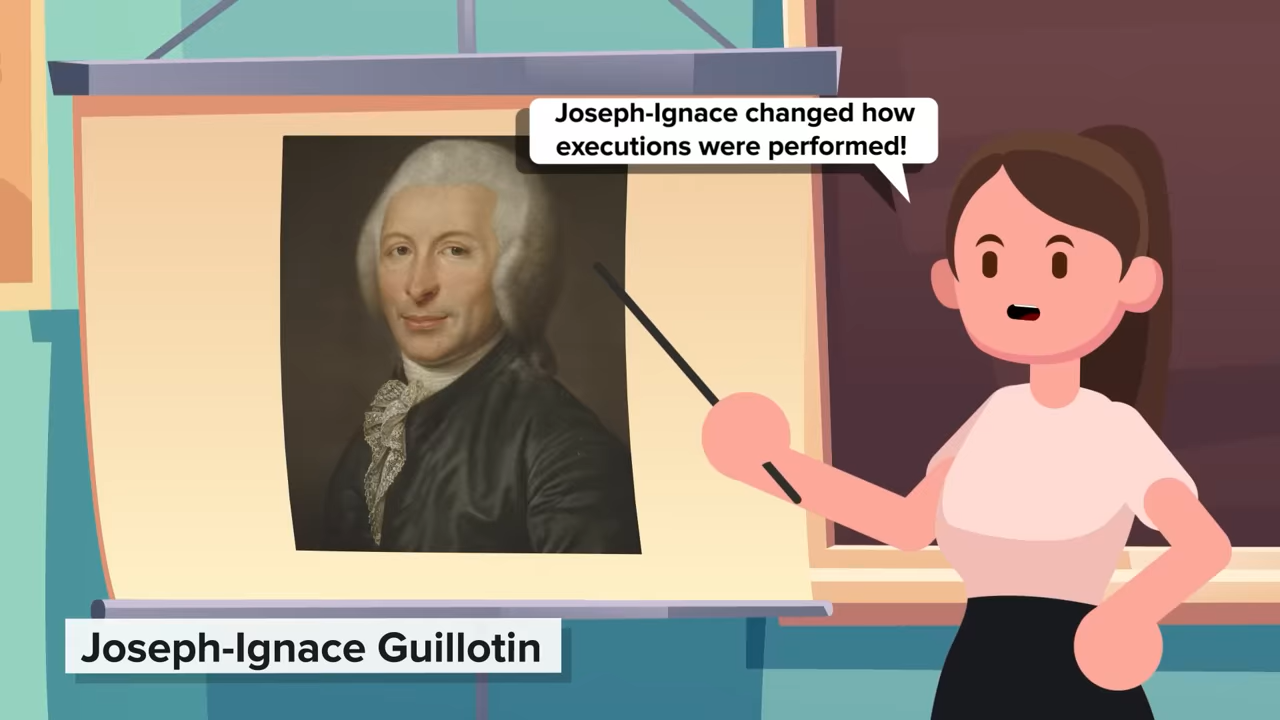 Joseph-Ignace changed how
executions were performed!
Joseph-Ignace Guillotin